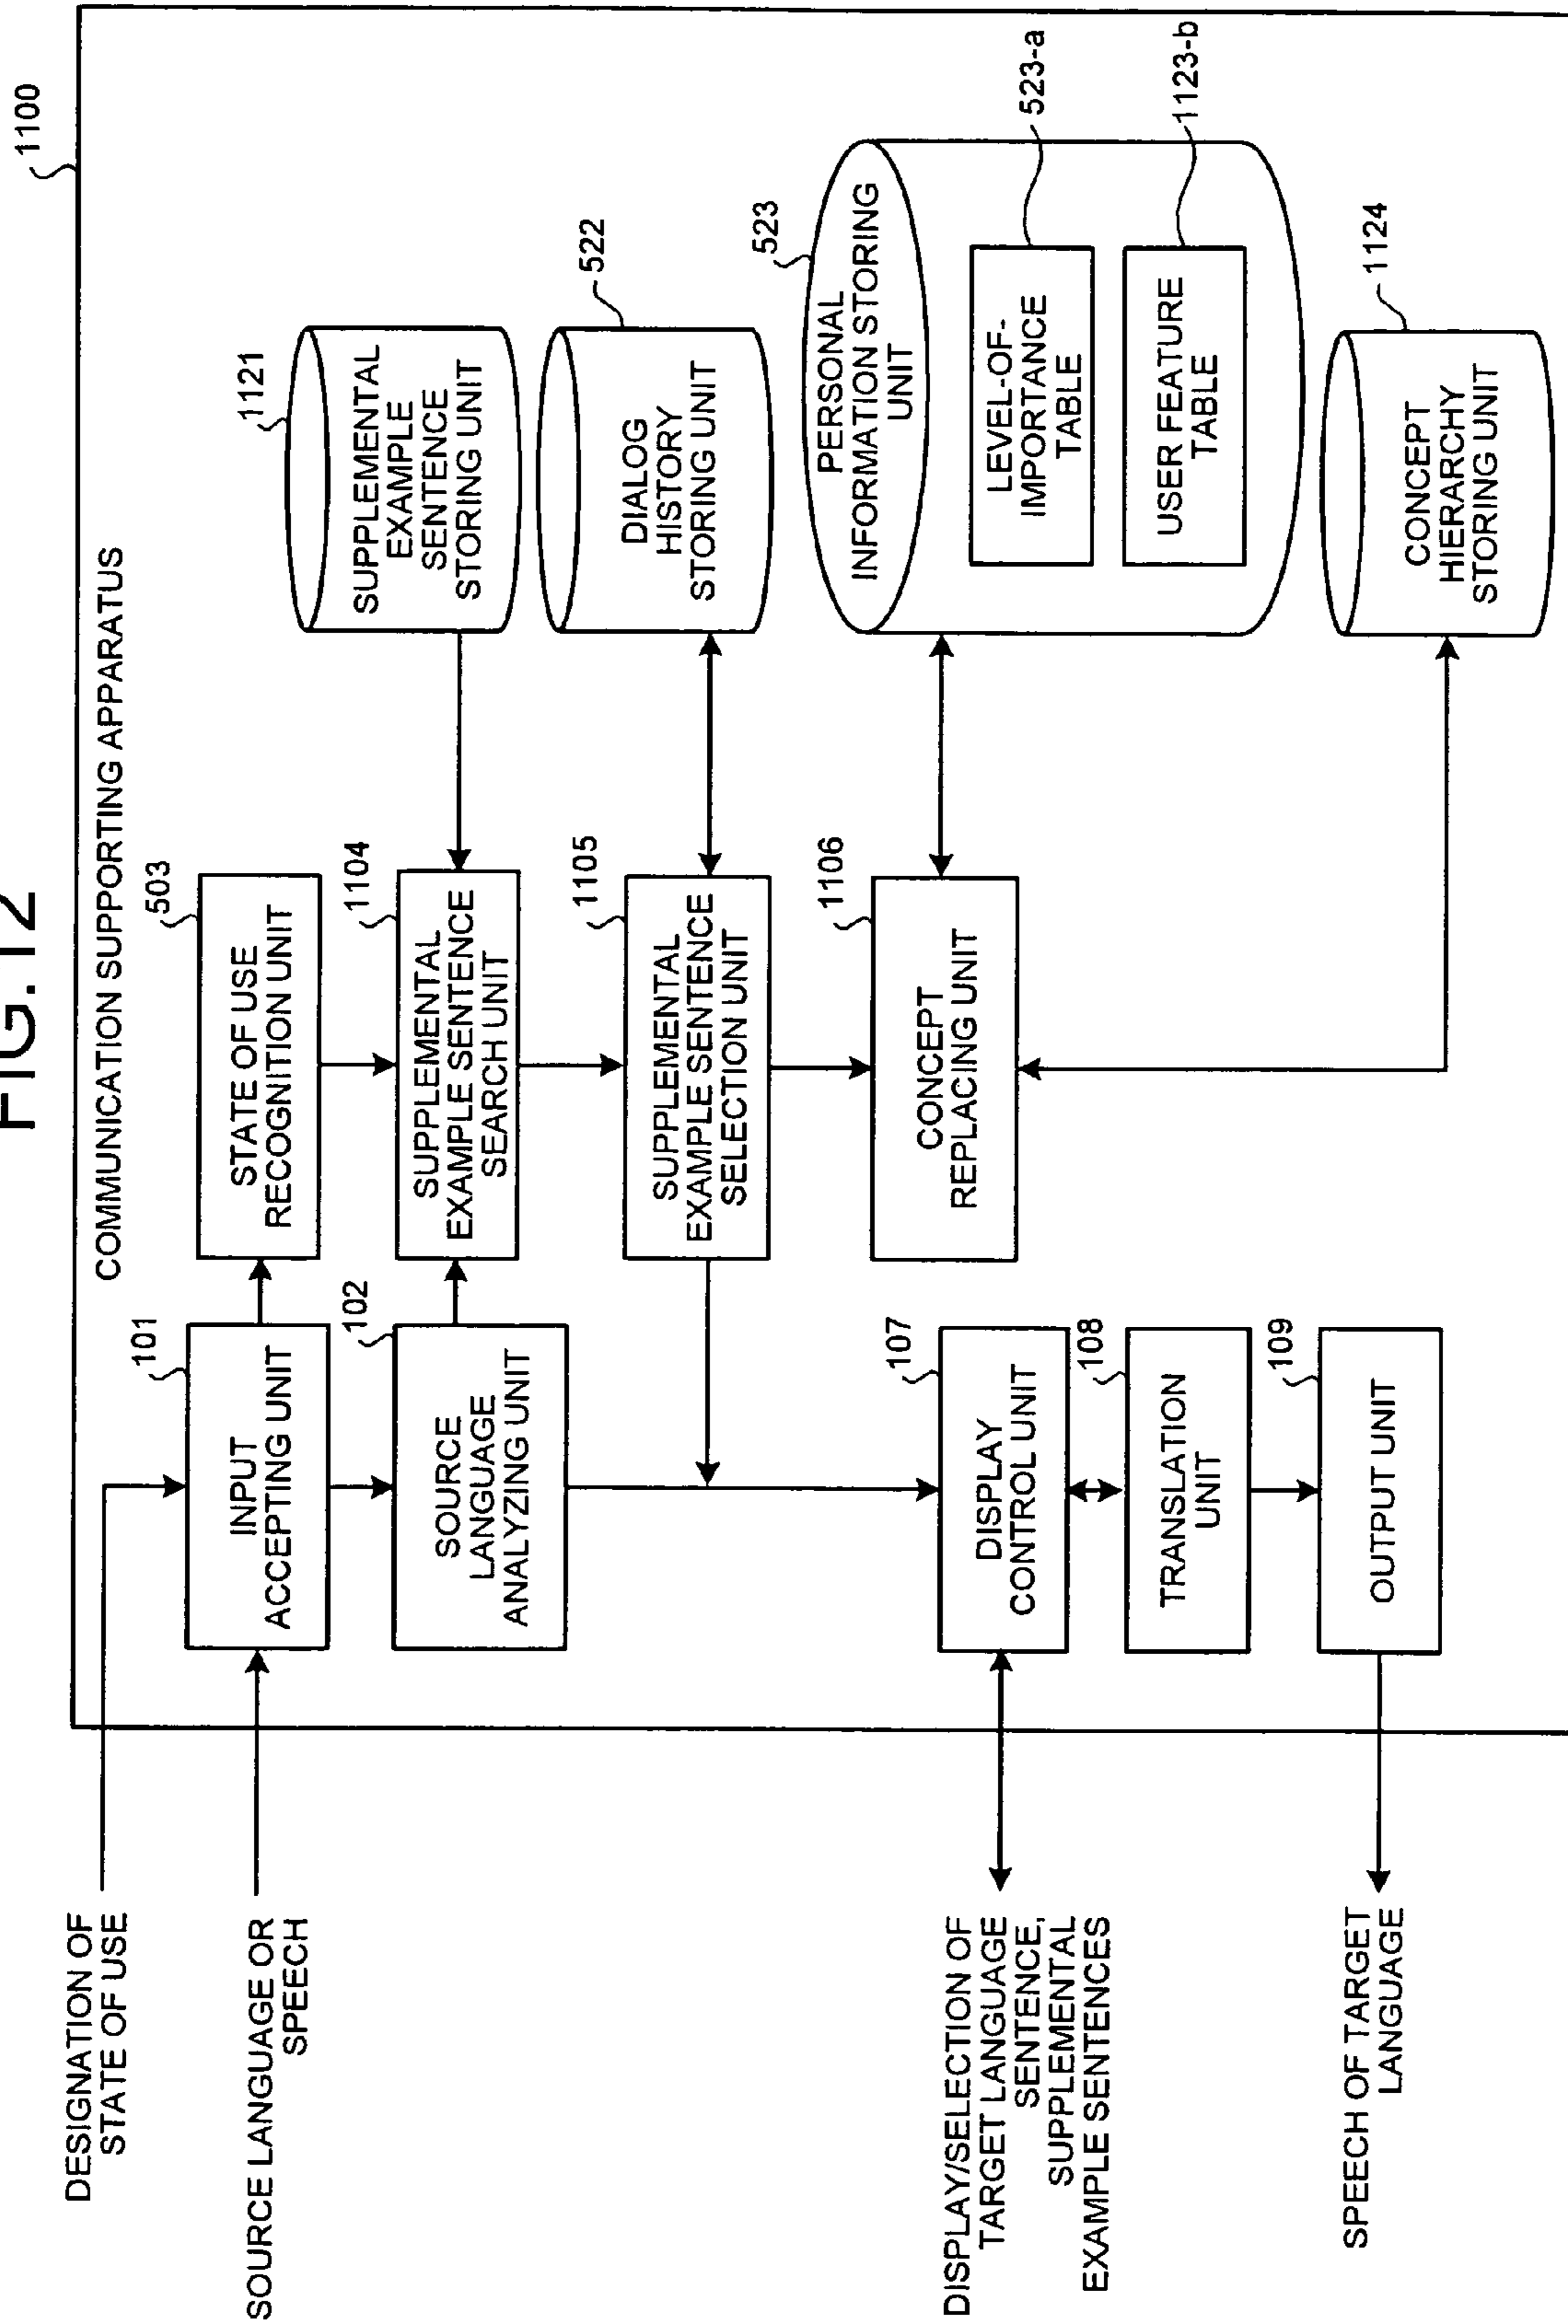 FIG.12
1100
COMMUNICATION SUPPORTING APPARATUS
DESIGNATION OF
STATE OF USE
SOURCE LANGUAGE OR
SPEECH
101
INPUT
ACCEPTING UNIT
503
STATE OF USE
RECOGNITION UNIT
102
SOURCE
LANGUAGE
ANALYZING UNIT
1104
SUPPLEMENTAL
EXAMPLE SENTENCE
SEARCH UNIT
1121
SUPPLEMENTAL
EXAMPLE
SENTENCE
STORING UNIT
1105
SUPPLEMENTAL
EXAMPLE SENTENCE
SELECTION UNIT
522
DIALOG
HISTORY
STORING UNIT
1106
CONCEPT
REPLACING UNIT
523
PERSONAL
INFORMATION STORING
UNIT
523-a
LEVEL-OF-
IMPORTANCE
TABLE
1123-b
USER FEATURE
TABLE
1124
CONCEPT
HIERARCHY
STORING UNIT
DISPLAY/SELECTION OF
TARGET LANGUAGE
SENTENCE,
SUPPLEMENTAL
EXAMPLE SENTENCES
107
DISPLAY
CONTROL UNIT
108
TRANSLATION
UNIT
109
OUTPUT UNIT
SPEECH OF TARGET
LANGUAGE